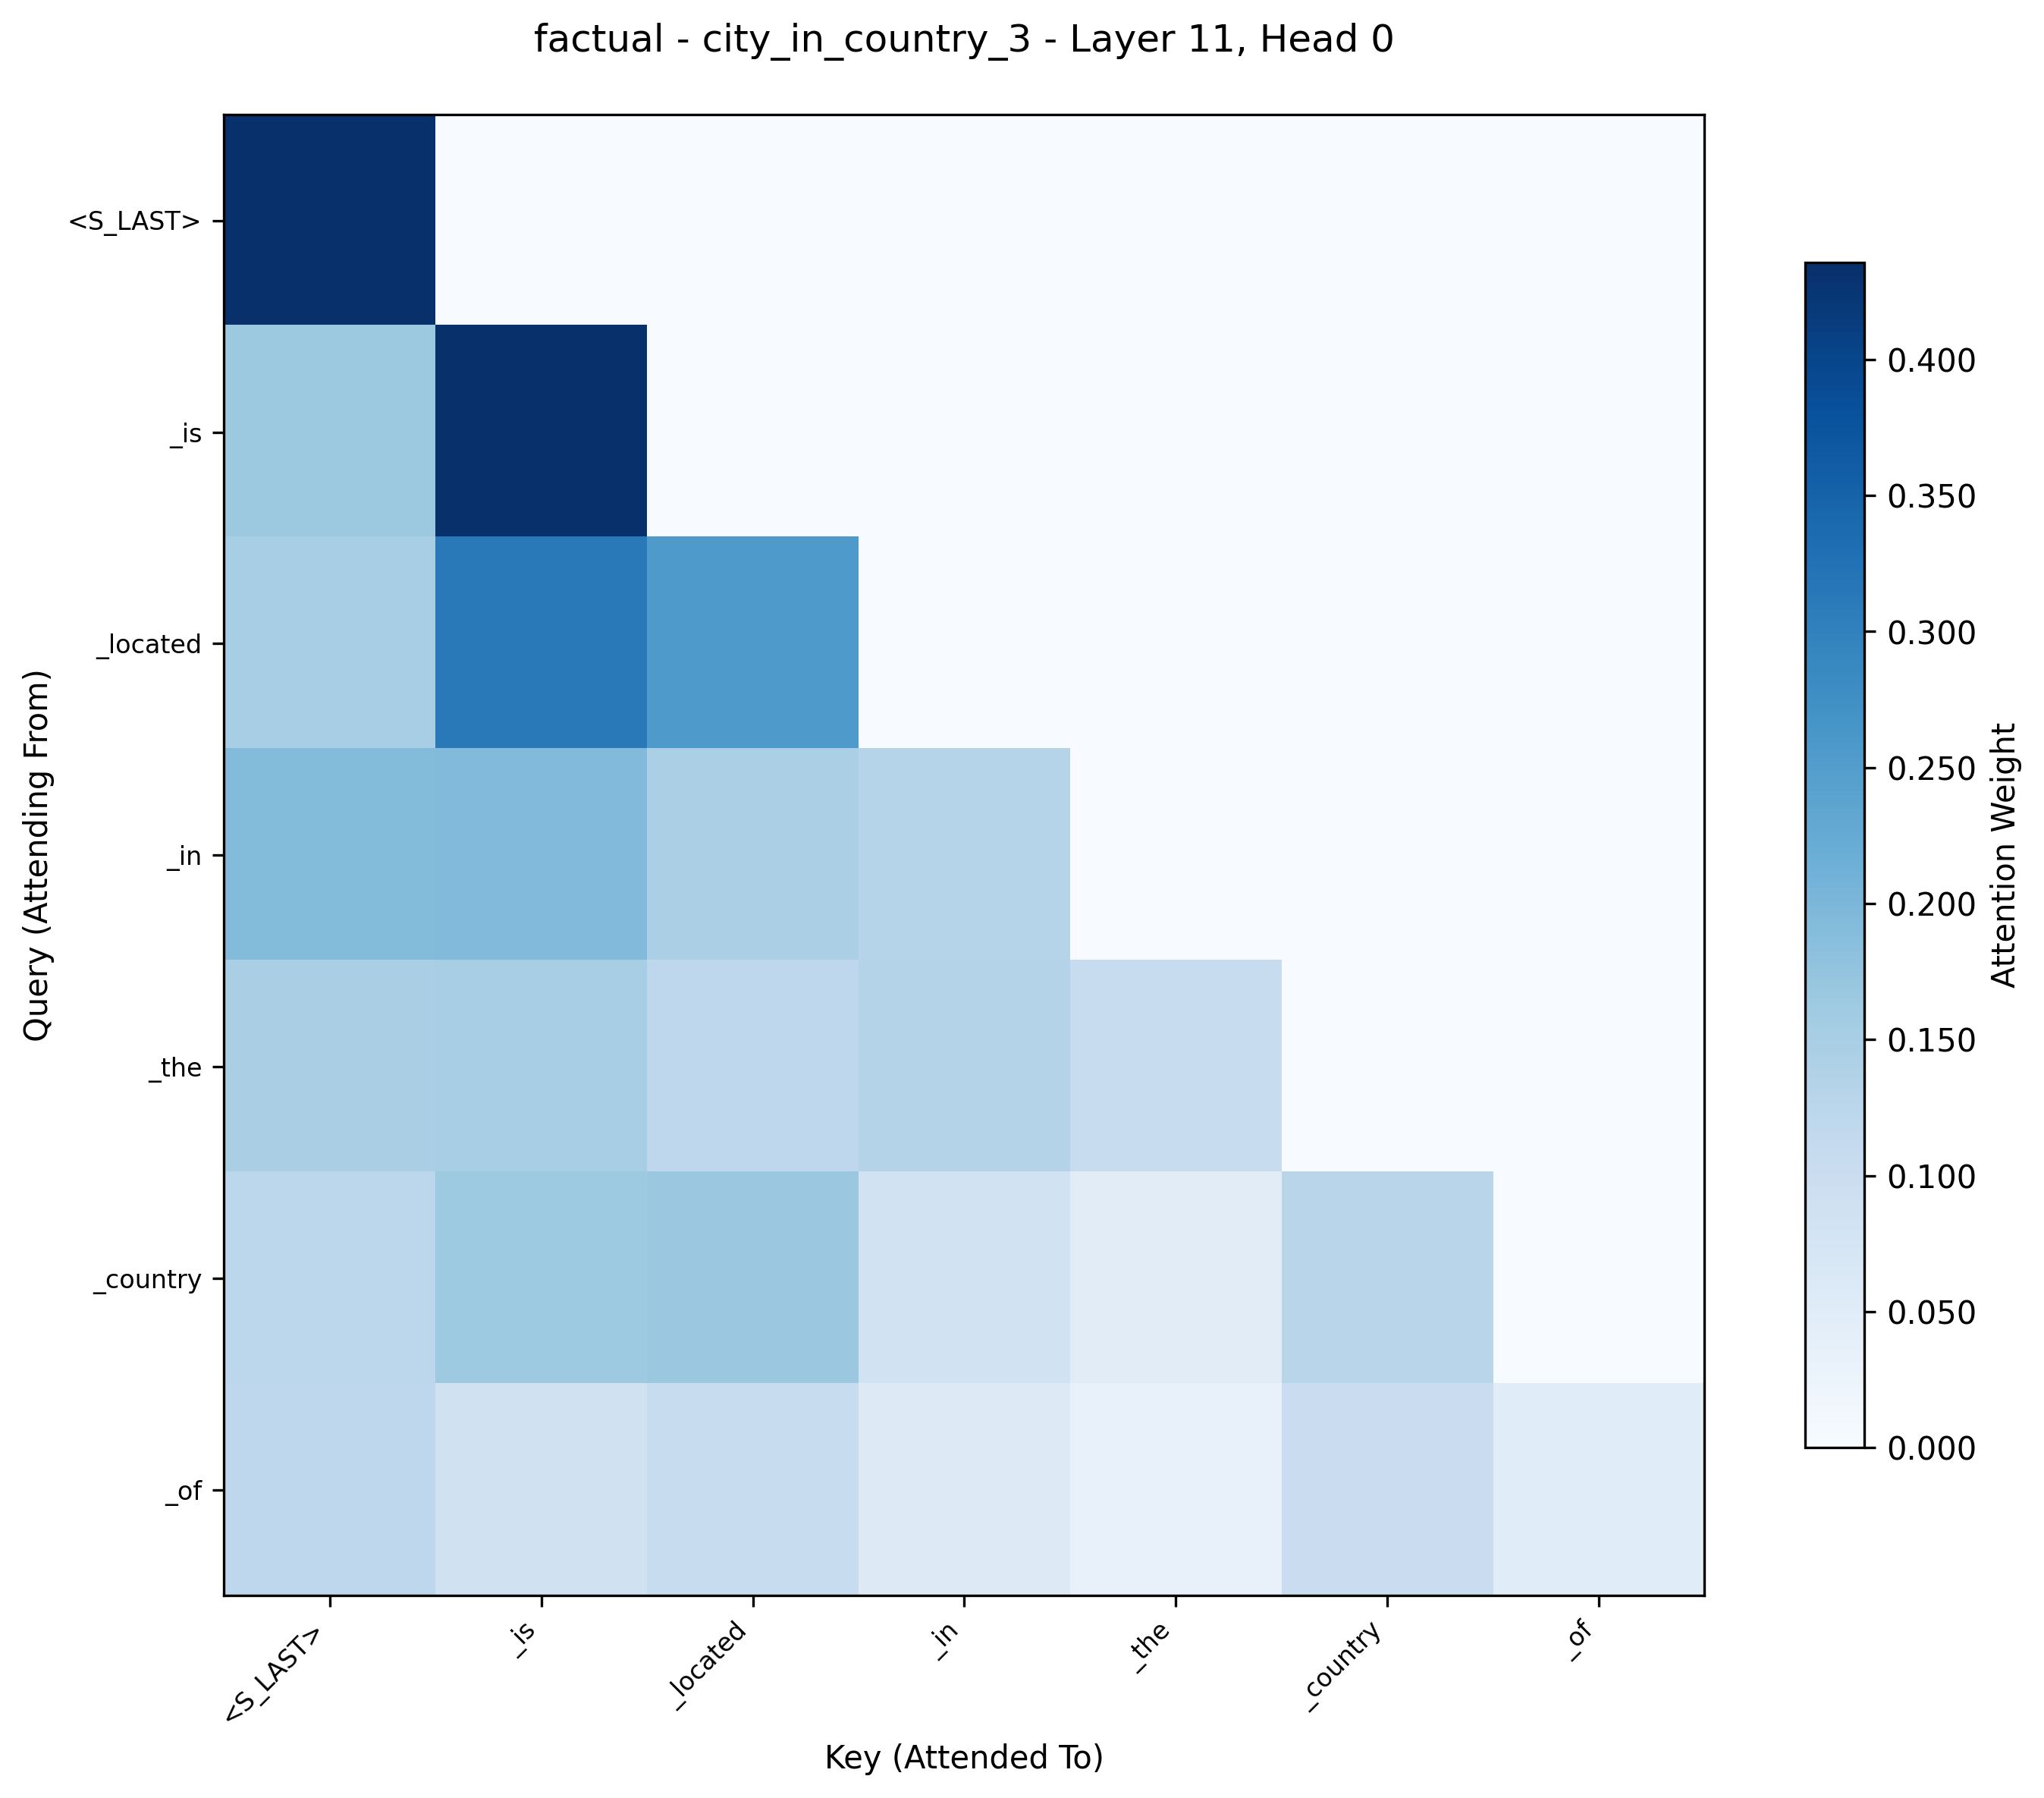 factual - city_in_country_3 - Layer 11, Head 0
Query (Attending From)
<S_LAST>
_is
_located
_in
_the
_country
_of
<S_LAST>
_is
_located
_in
_the
_country
_of
Key (Attended To)
0.400
0.350
0.300
0.250
0.200
0.150
0.100
0.050
0.000
Attention Weight